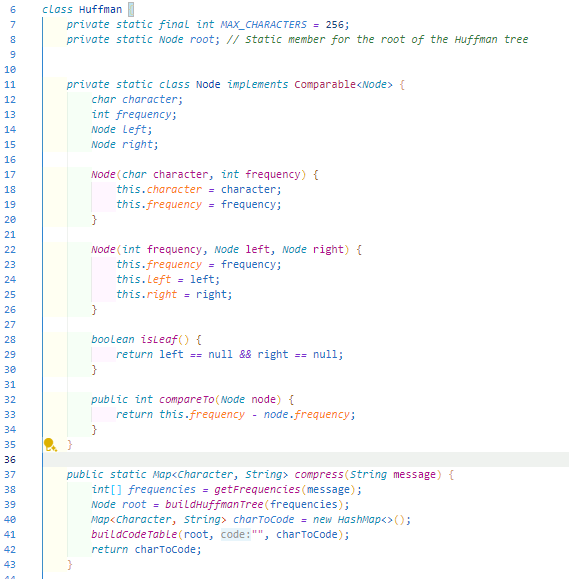 6 class Huffman {
7 private static final int MAX_CHARACTERS = 256;
8 private static Node root; // Static member for the root of the Huffman tree
9
10
11 private static class Node implements Comparable<Node> {
12 char character;
13 int frequency;
14 Node left;
15 Node right;
16
17 Node(char character, int frequency) {
18 this.character = character;
19 this.frequency = frequency;
20 }
21
22 Node(int frequency, Node left, Node right) {
23 this.frequency = frequency;
24 this.left = left;
25 this.right = right;
26 }
27
28 boolean isLeaf() {
29 return left == null && right == null;
30 }
31
32 public int compareTo(Node node) {
33 return this.frequency - node.frequency;
34 }
35 }
36
37 public static Map<Character, String> compress(String message) {
38 int[] frequencies = getFrequencies(message);
39 Node root = buildHuffmanTree(frequencies);
40 Map<Character, String> charToCode = new HashMap<>();
41 buildCodeTable(root, code:"", charToCode);
42 return charToCode;
43 }